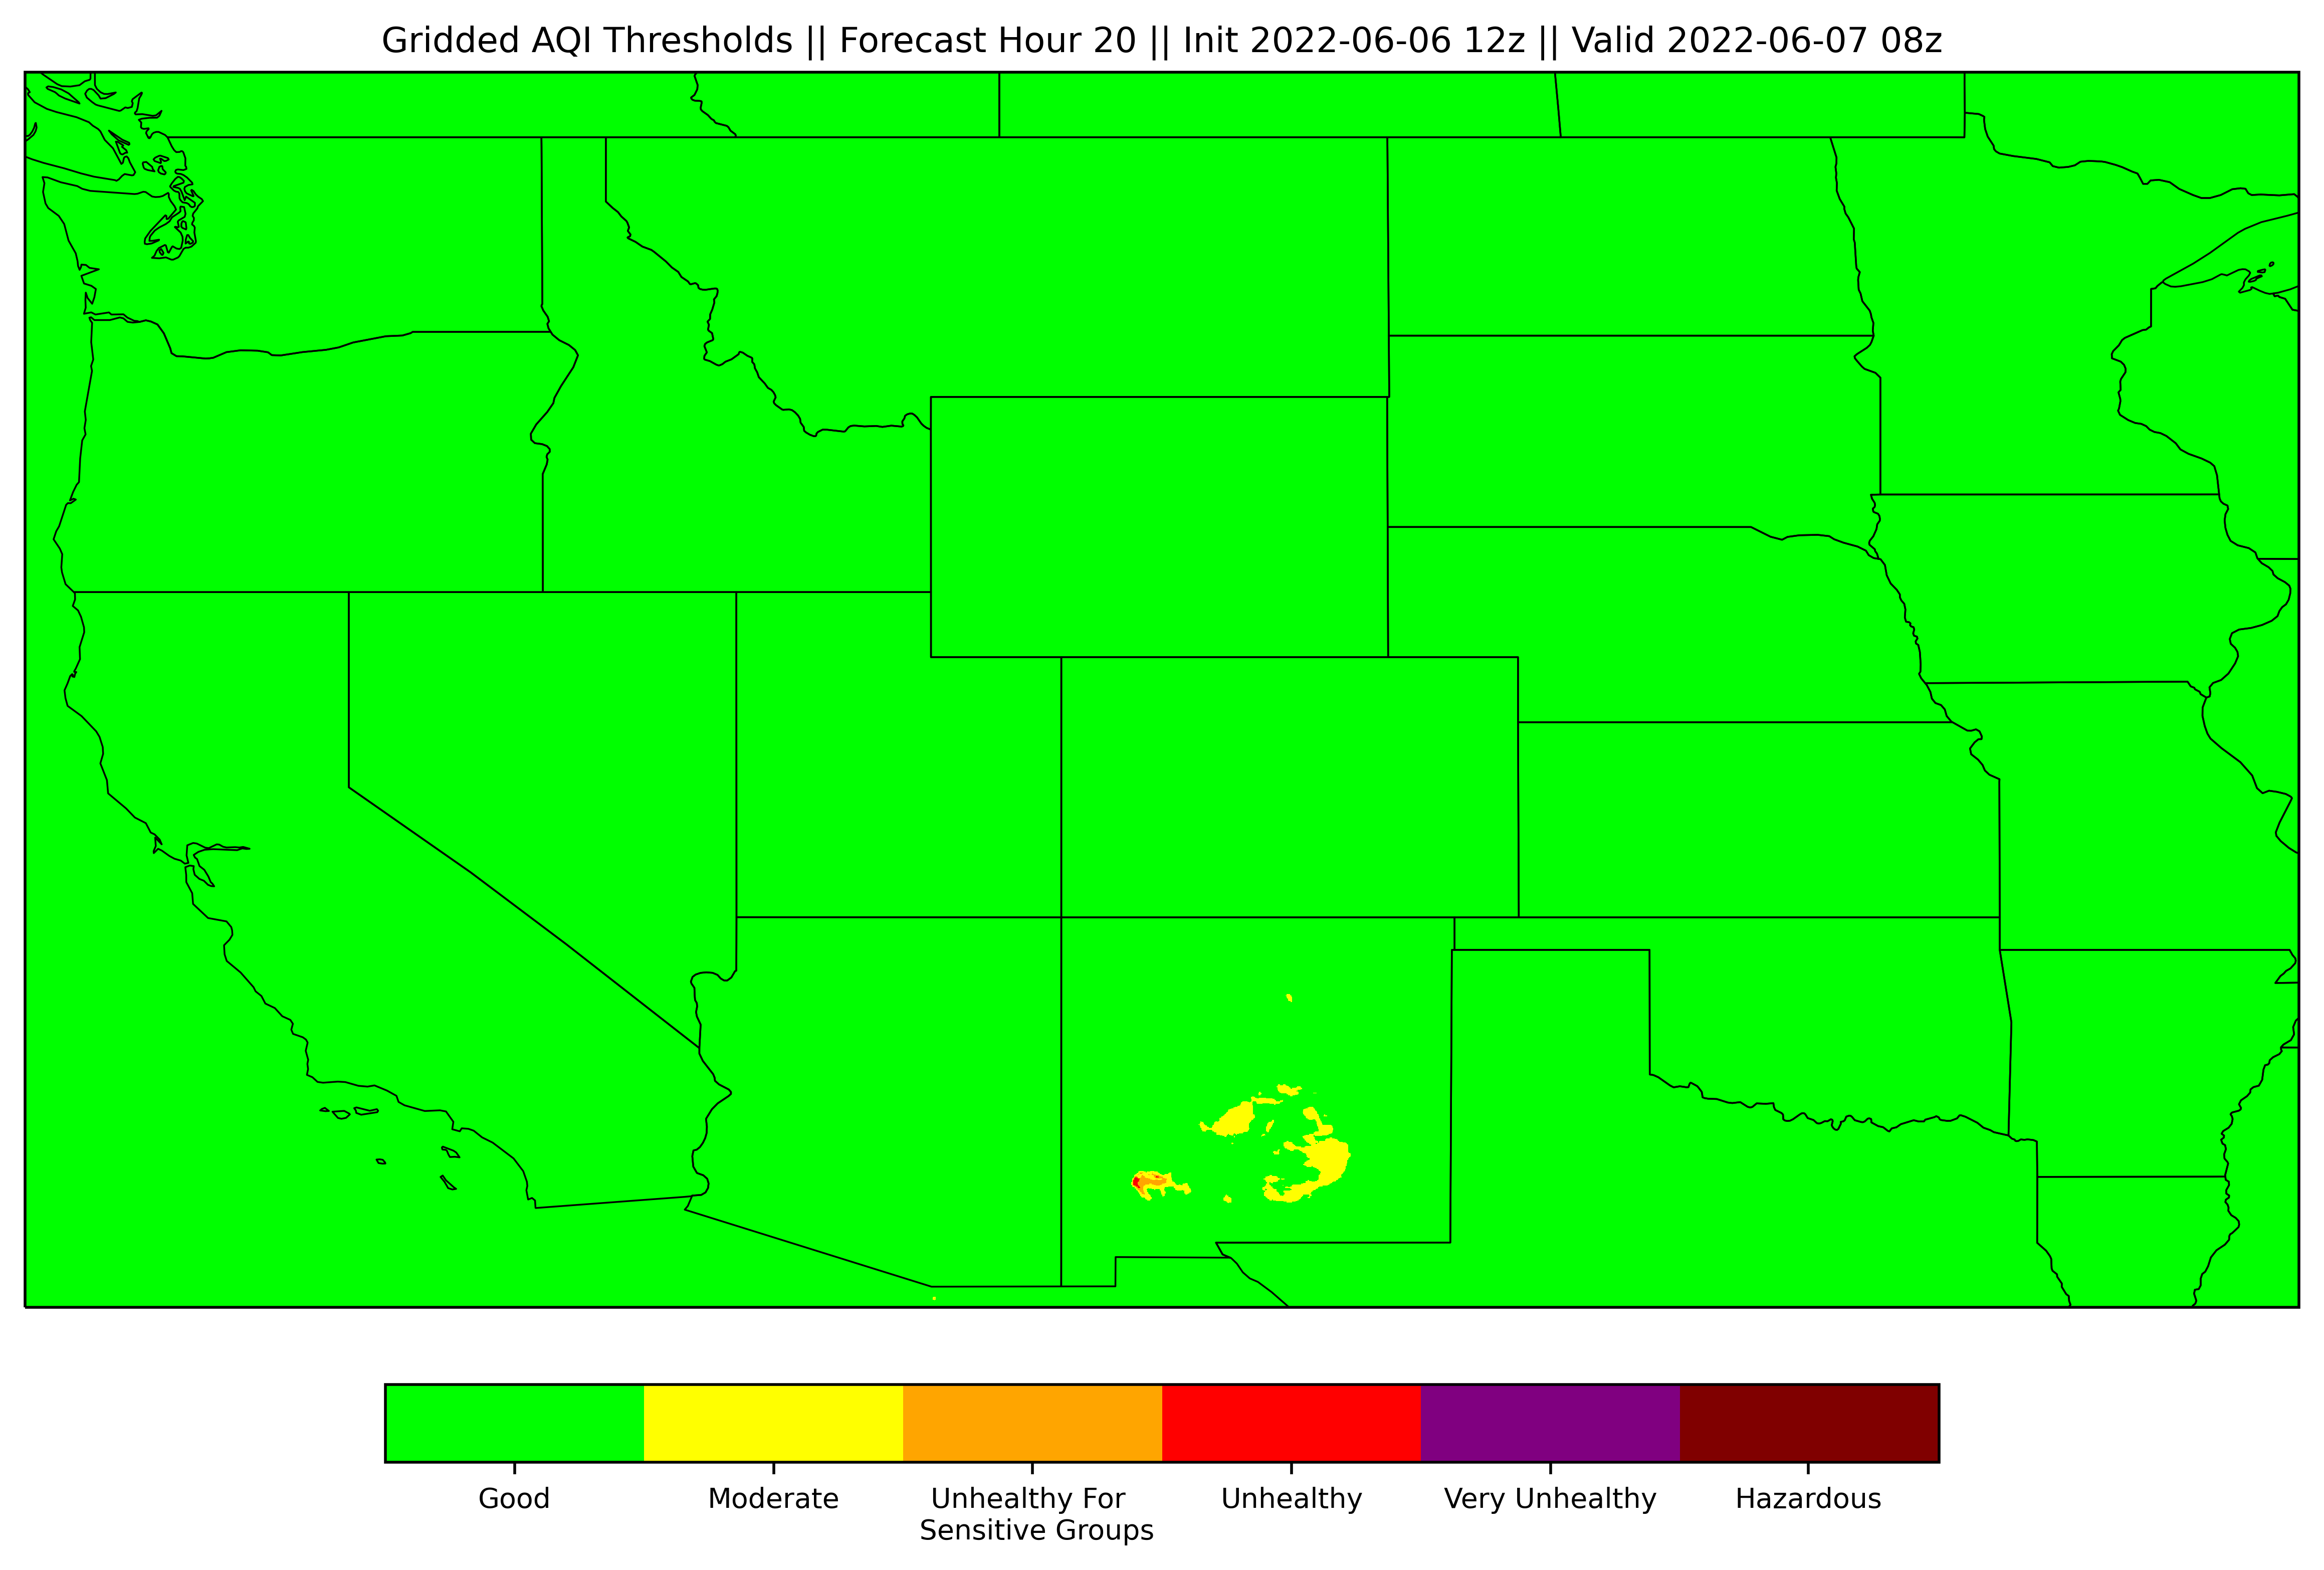 Gridded AQI Thresholds || Forecast Hour 20 || Init 2022-06-06 12z || Valid 2022-06-07 08z
Good
Moderate
Unhealthy For
Sensitive Groups
Unhealthy
Very Unhealthy
Hazardous